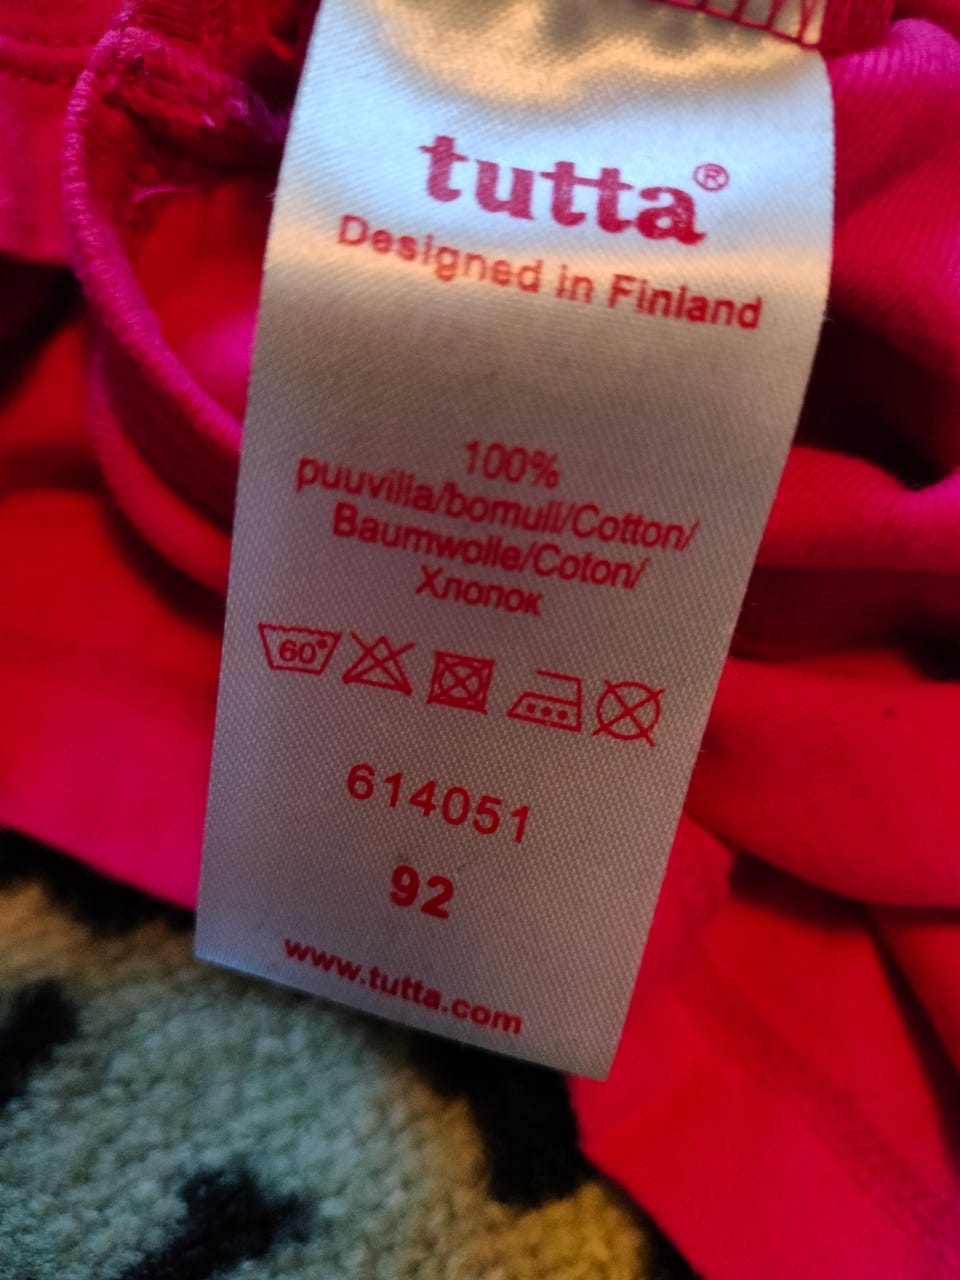 tutta®
Designed in Finland
100%
puuvilla/bomull/Cotton/
Baumwolle/Coton/
Хлопок
60°
614051
92
www.tutta.com